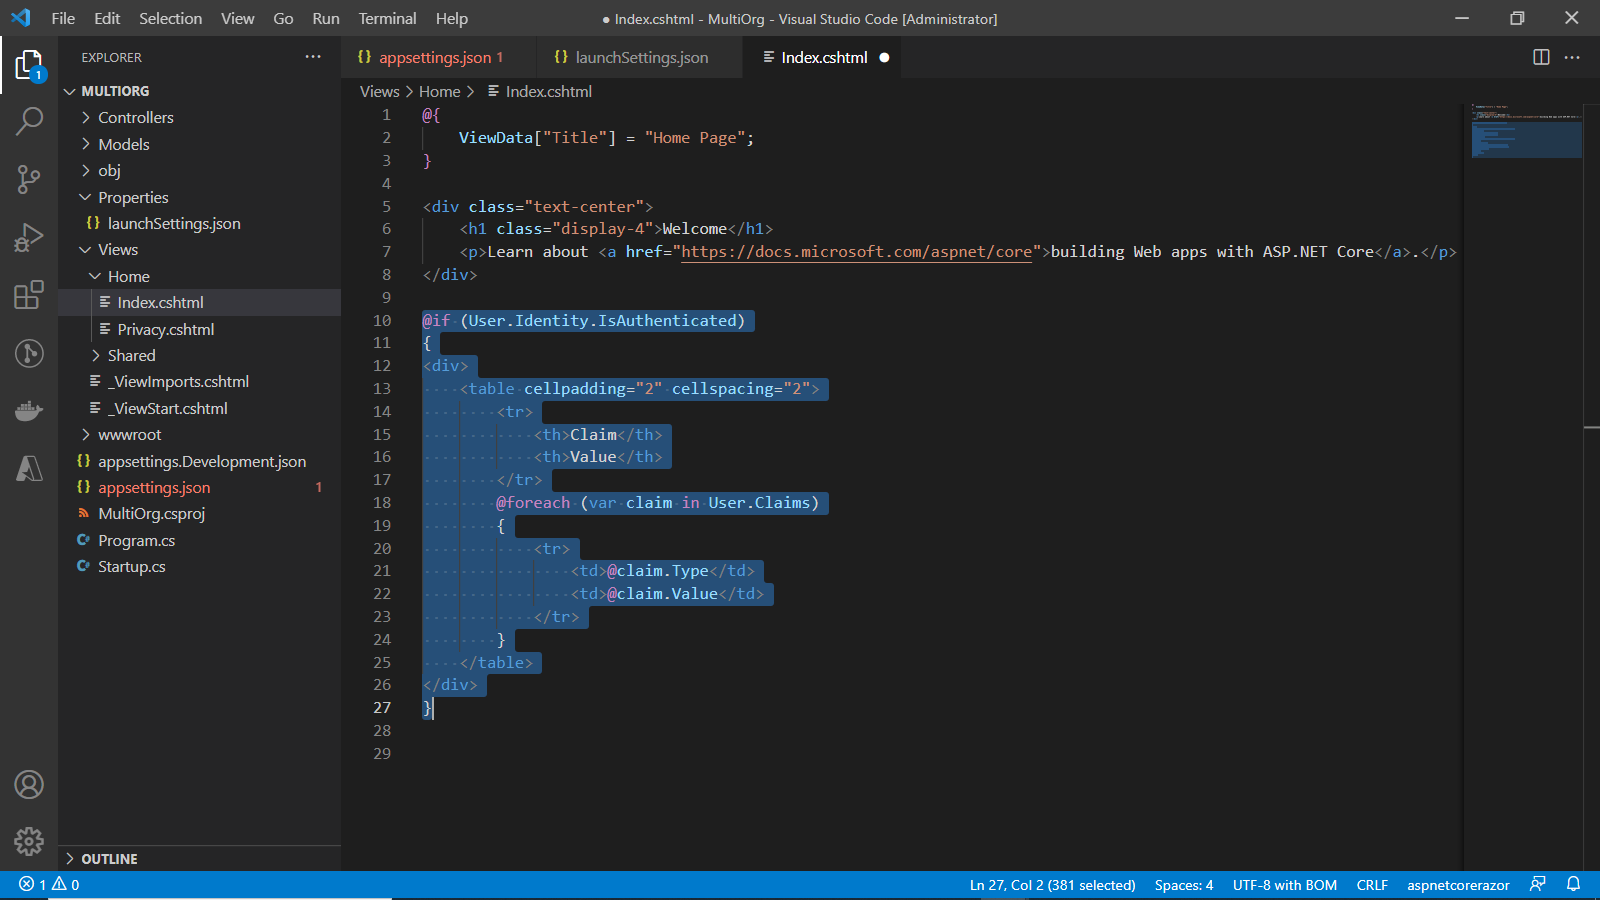 File Edit Selection View Go Run Terminal Help
● Index.cshtml - MultiOrg - Visual Studio Code [Administrator]
1
EXPLORER
MULTIORG
Controllers
Models
obj
Properties
{} launchSettings.json
Views
Home
Index.cshtml
Privacy.cshtml
Shared
_ViewImports.cshtml
_ViewStart.cshtml
wwwroot
{} appsettings.Development.json
{} appsettings.json 1
MultiOrg.csproj
C# Program.cs
C# Startup.cs
OUTLINE
{} appsettings.json 1 {} launchSettings.json Index.cshtml ●
Views > Home > Index.cshtml
1 @{
2 ViewData["Title"] = "Home Page";
3 }
4
5 <div class="text-center">
6 <h1 class="display-4">Welcome</h1>
7 <p>Learn about <a href="https://docs.microsoft.com/aspnet/core">building Web apps with ASP.NET Core</a>.</p>
8 </div>
9
10 @if (User.Identity.IsAuthenticated)
11 {
12 <div>
13 <table cellpadding="2" cellspacing="2">
14 <tr>
15 <th>Claim</th>
16 <th>Value</th>
17 </tr>
18 @foreach (var claim in User.Claims)
19 {
20 <tr>
21 <td>@claim.Type</td>
22 <td>@claim.Value</td>
23 </tr>
24 }
25 </table>
26 </div>
27 }
28
29
1 0 Ln 27, Col 2 (381 selected) Spaces: 4 UTF-8 with BOM CRLF aspnetcorerazor